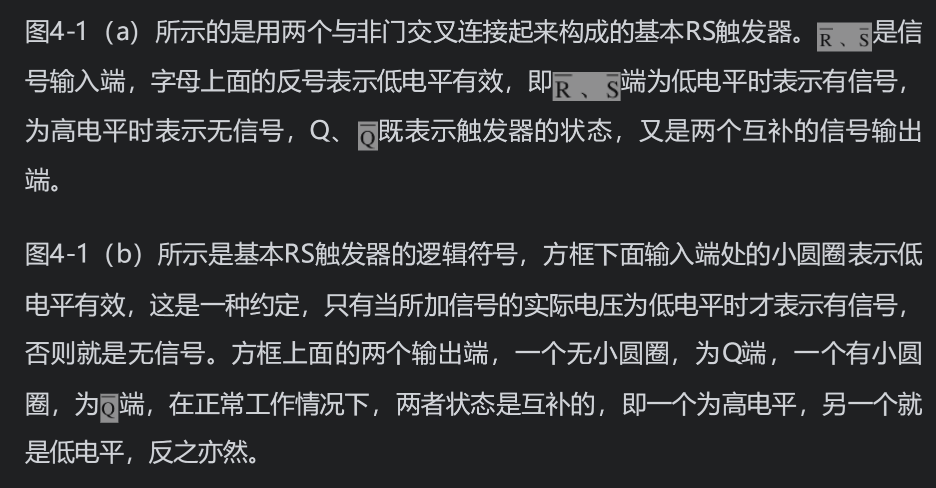 图4-1（a）所示的是用两个与非门交叉连接起来构成的基本RS触发器。R̅、S̅是信
号输入端，字母上面的反号表示低电平有效，即R̅、S̅端为低电平时表示有信号，
为高电平时表示无信号，Q、Q̅既表示触发器的状态，又是两个互补的信号输出
端。
图4-1（b）所示是基本RS触发器的逻辑符号，方框下面输入端处的小圆圈表示低
电平有效，这是一种约定，只有当所加信号的实际电压为低电平时才表示有信号，
否则就是无信号。方框上面的两个输出端，一个无小圆圈，为Q端，一个有小圆
圈，为Q̅端，在正常工作情况下，两者状态是互补的，即一个为高电平，另一个就
是低电平，反之亦然。